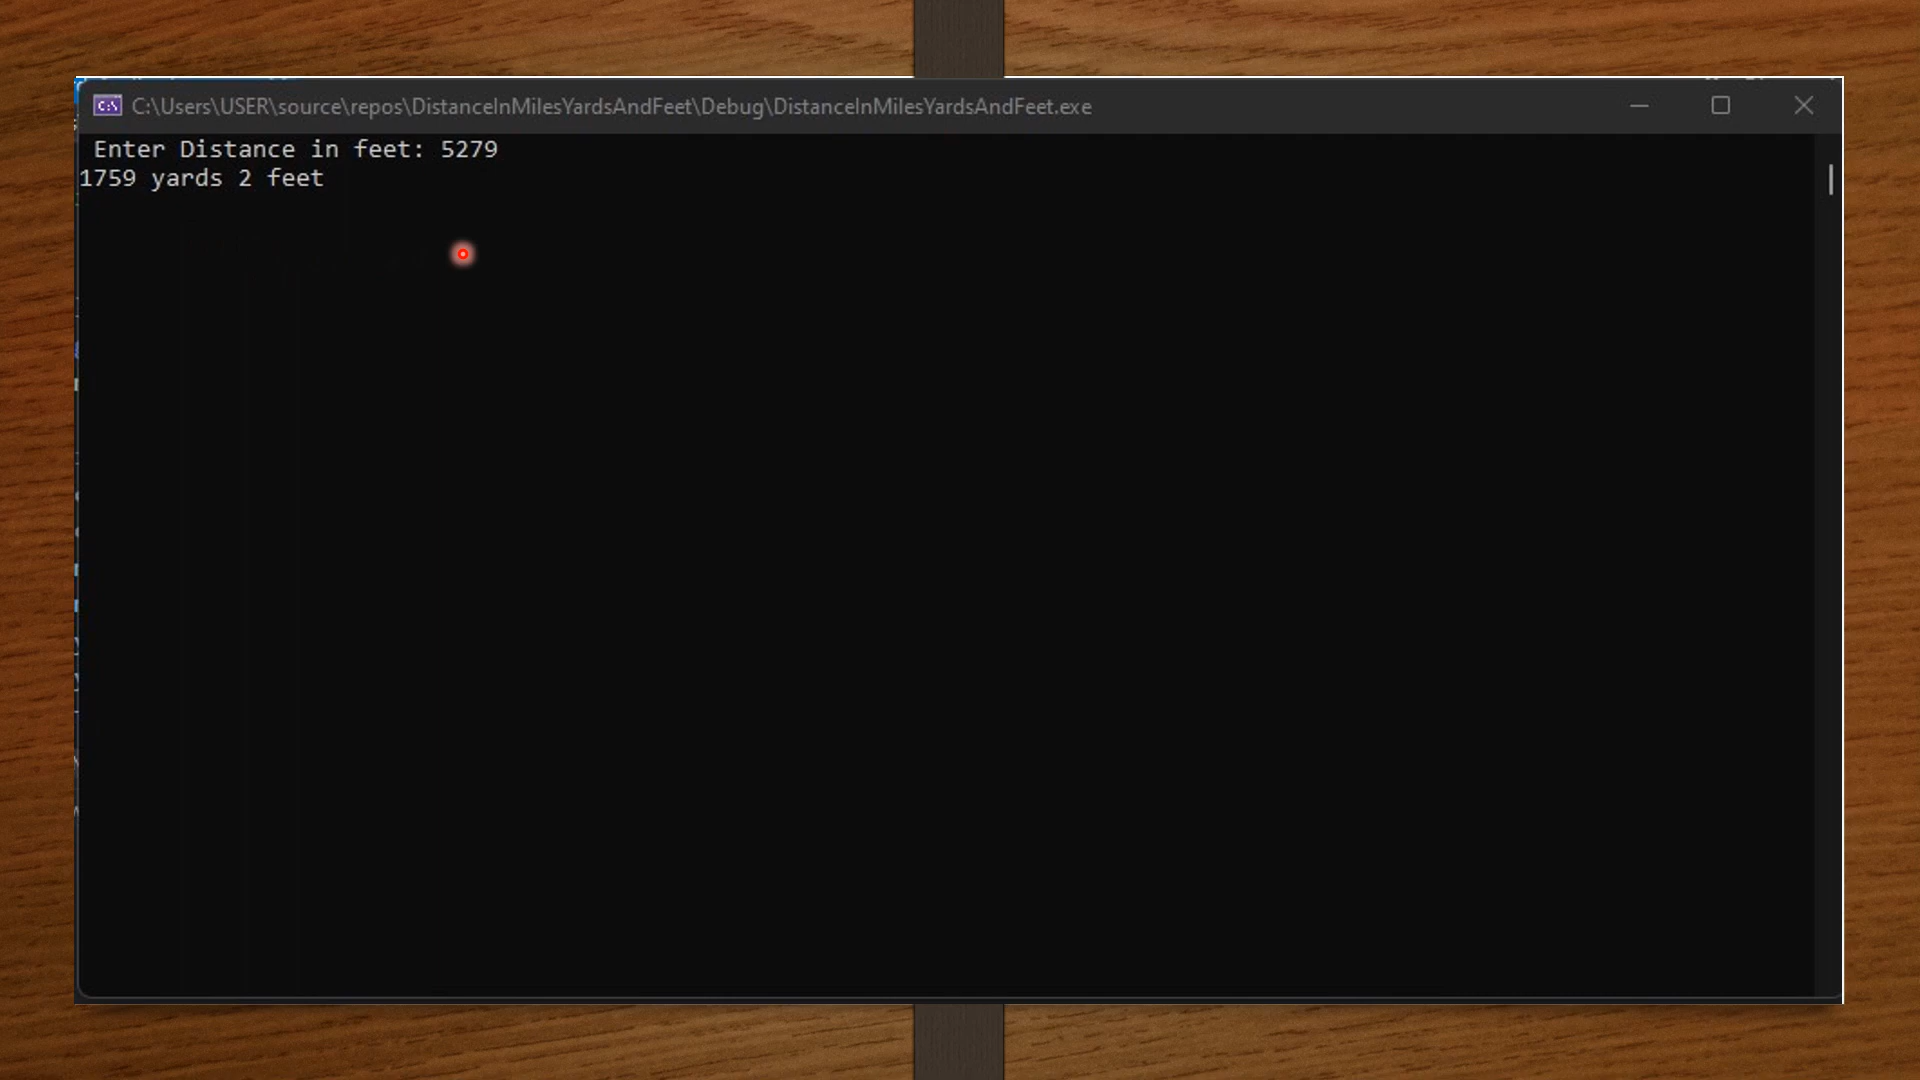 C:\Users\USER\source\repos\DistanceInMilesYardsAndFeet\Debug\DistanceInMilesYardsAndFeet.exe
Enter Distance in feet: 5279
1759 yards 2 feet